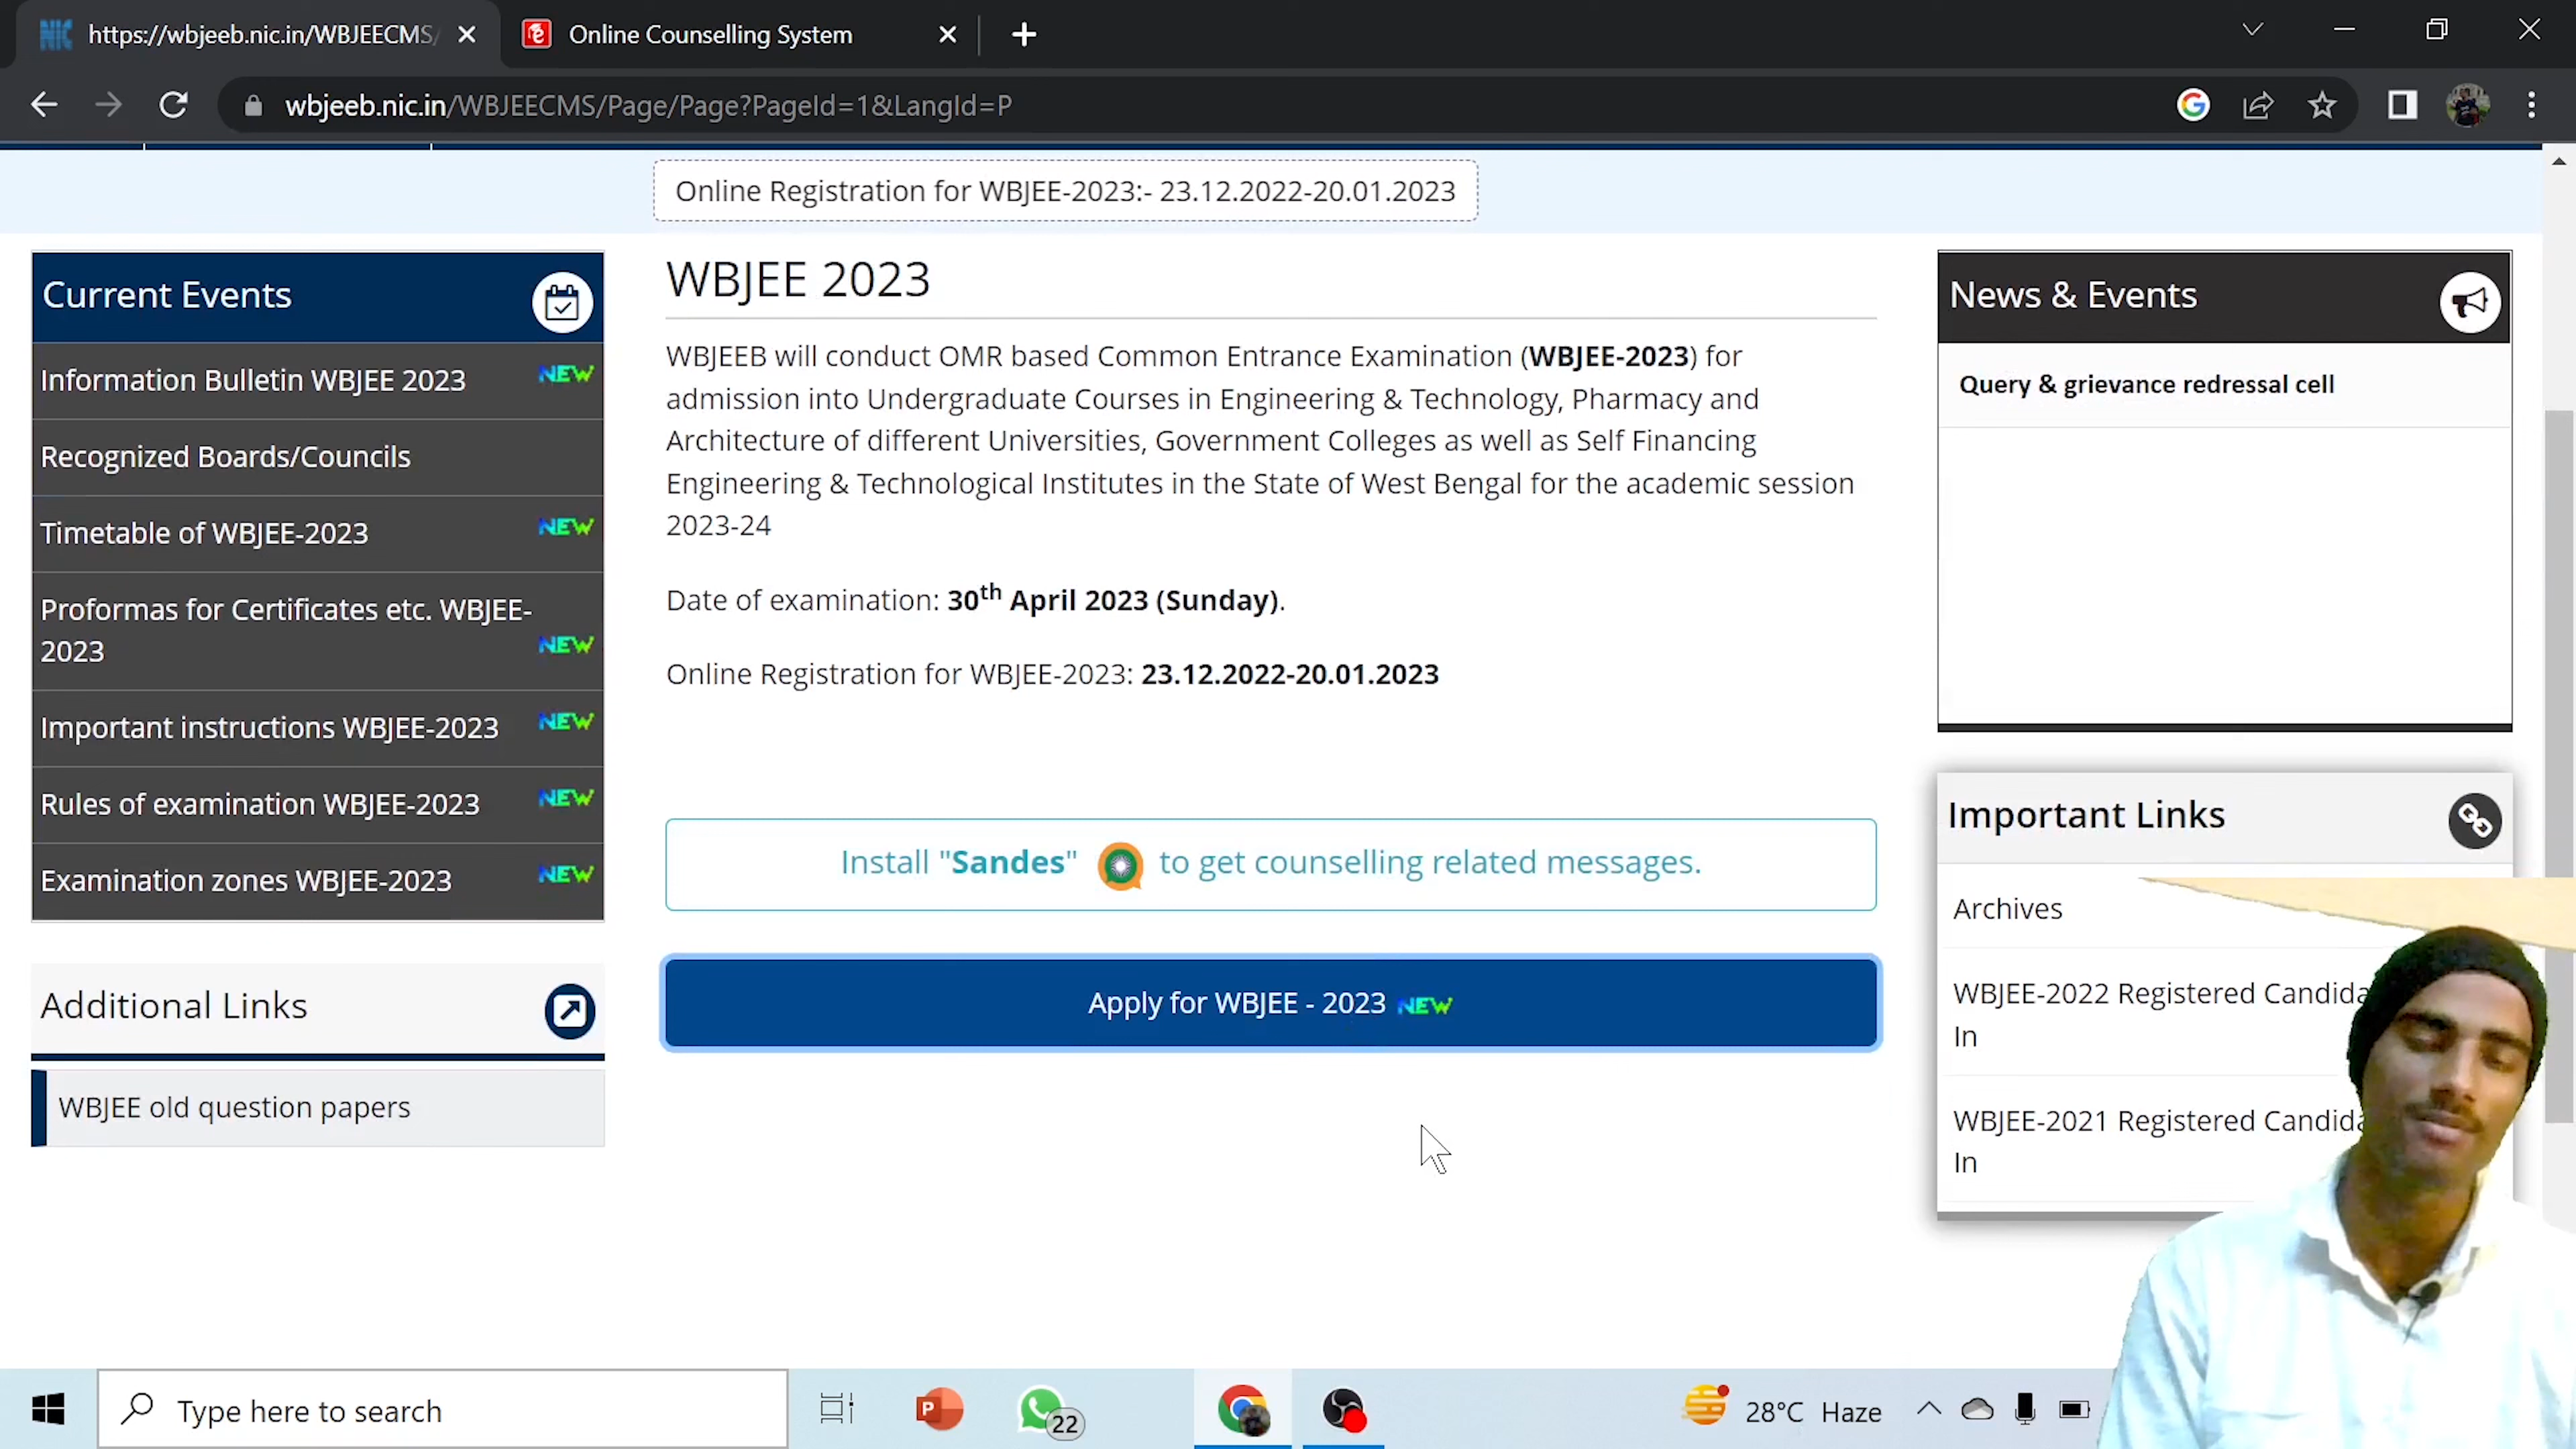 https://wbjeeb.nic.in/WBJEECMS/
Online Counselling System
wbjeeb.nic.in/WBJEECMS/Page/Page?PageId=1&LangId=P
Online Registration for WBJEE-2023:- 23.12.2022-20.01.2023
Current Events
Information Bulletin WBJEE 2023 NEW
Recognized Boards/Councils
Timetable of WBJEE-2023 NEW
Proformas for Certificates etc. WBJEE-
2023 NEW
Important instructions WBJEE-2023 NEW
Rules of examination WBJEE-2023 NEW
Examination zones WBJEE-2023 NEW
Additional Links
WBJEE old question papers
WBJEE 2023
WBJEEB will conduct OMR based Common Entrance Examination (WBJEE-2023) for
admission into Undergraduate Courses in Engineering & Technology, Pharmacy and
Architecture of different Universities, Government Colleges as well as Self Financing
Engineering & Technological Institutes in the State of West Bengal for the academic session
2023-24
Date of examination: 30th April 2023 (Sunday).
Online Registration for WBJEE-2023: 23.12.2022-20.01.2023
Install "Sandes" to get counselling related messages.
Apply for WBJEE - 2023 NEW
News & Events
Query & grievance redressal cell
Important Links
Archives
WBJEE-2022 Registered Candida
In
WBJEE-2021 Registered Candida
In
Type here to search
22
28°C Haze